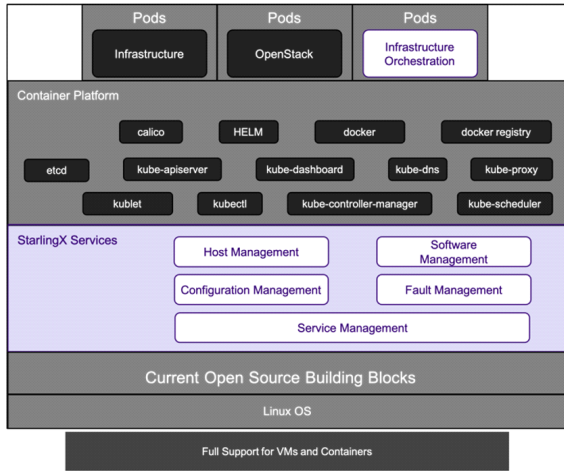 Pods Pods Pods
Infrastructure OpenStack Infrastructure
Orchestration
Container Platform
calico HELM docker docker registry
etcd kube-apiserver kube-dashboard kube-dns kube-proxy
kublet kubectl kube-controller-manager kube-scheduler
StarlingX Services
Host Management Software
Management
Configuration Management Fault Management
Service Management
Current Open Source Building Blocks
Linux OS
Full Support for VMs and Containers